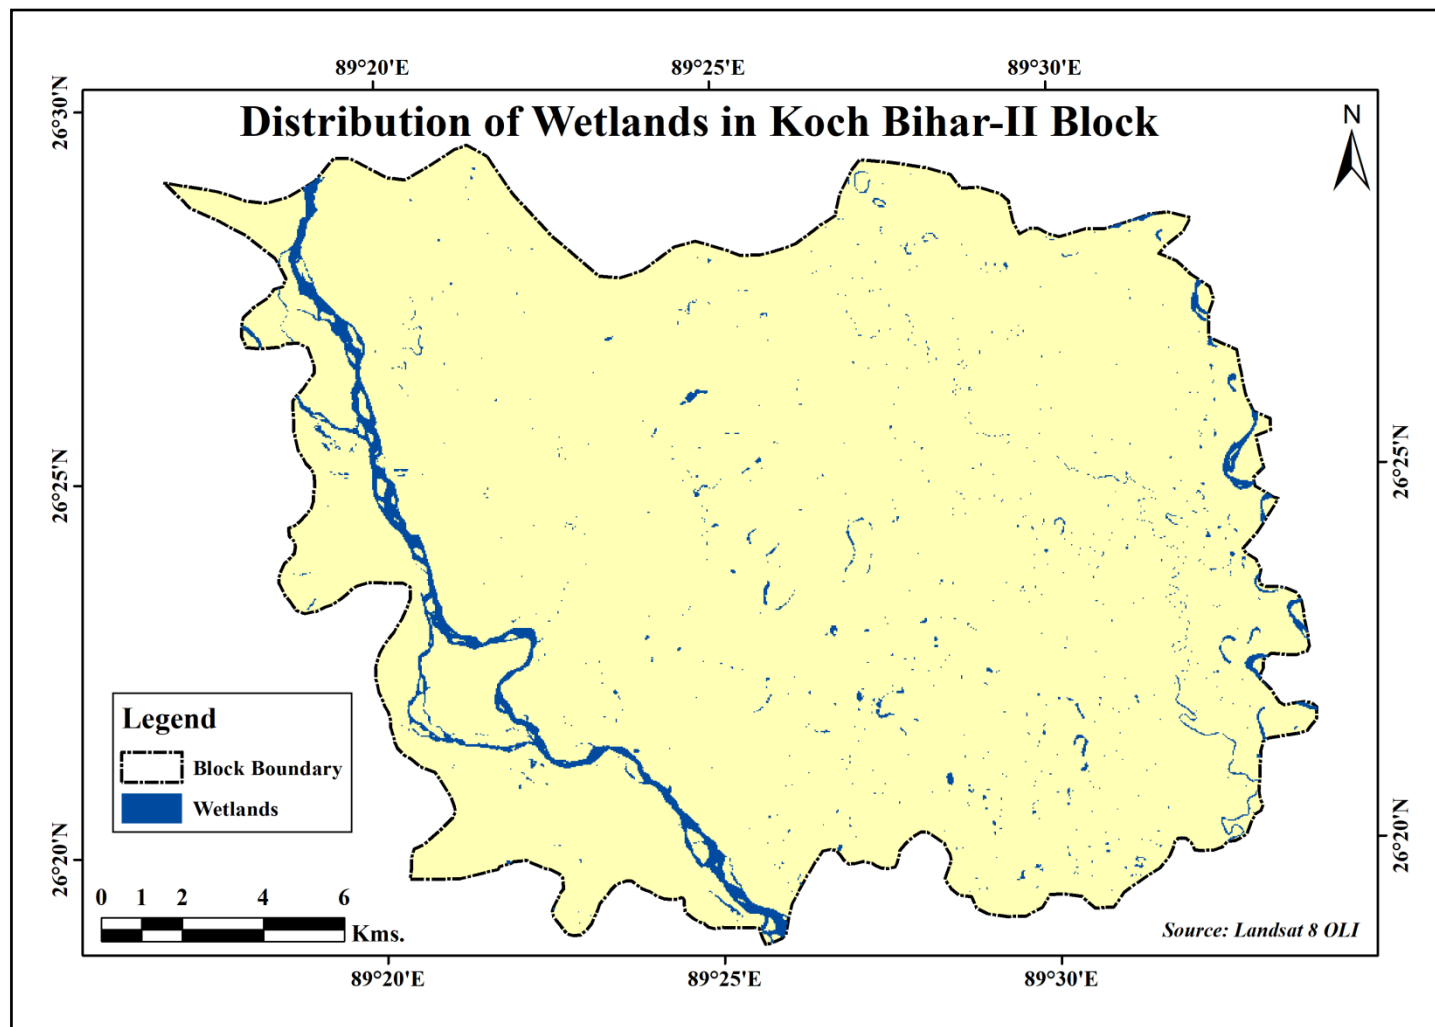 89°20'E 89°25'E 89°30'E
26°30'N
Distribution of Wetlands in Koch Bihar-II Block
N
26°25'N
26°25'N
Legend
Block Boundary
Wetlands
26°20'N
26°20'N
0 1 2 4 6
Kms.
Source: Landsat 8 OLI
89°20'E 89°25'E 89°30'E